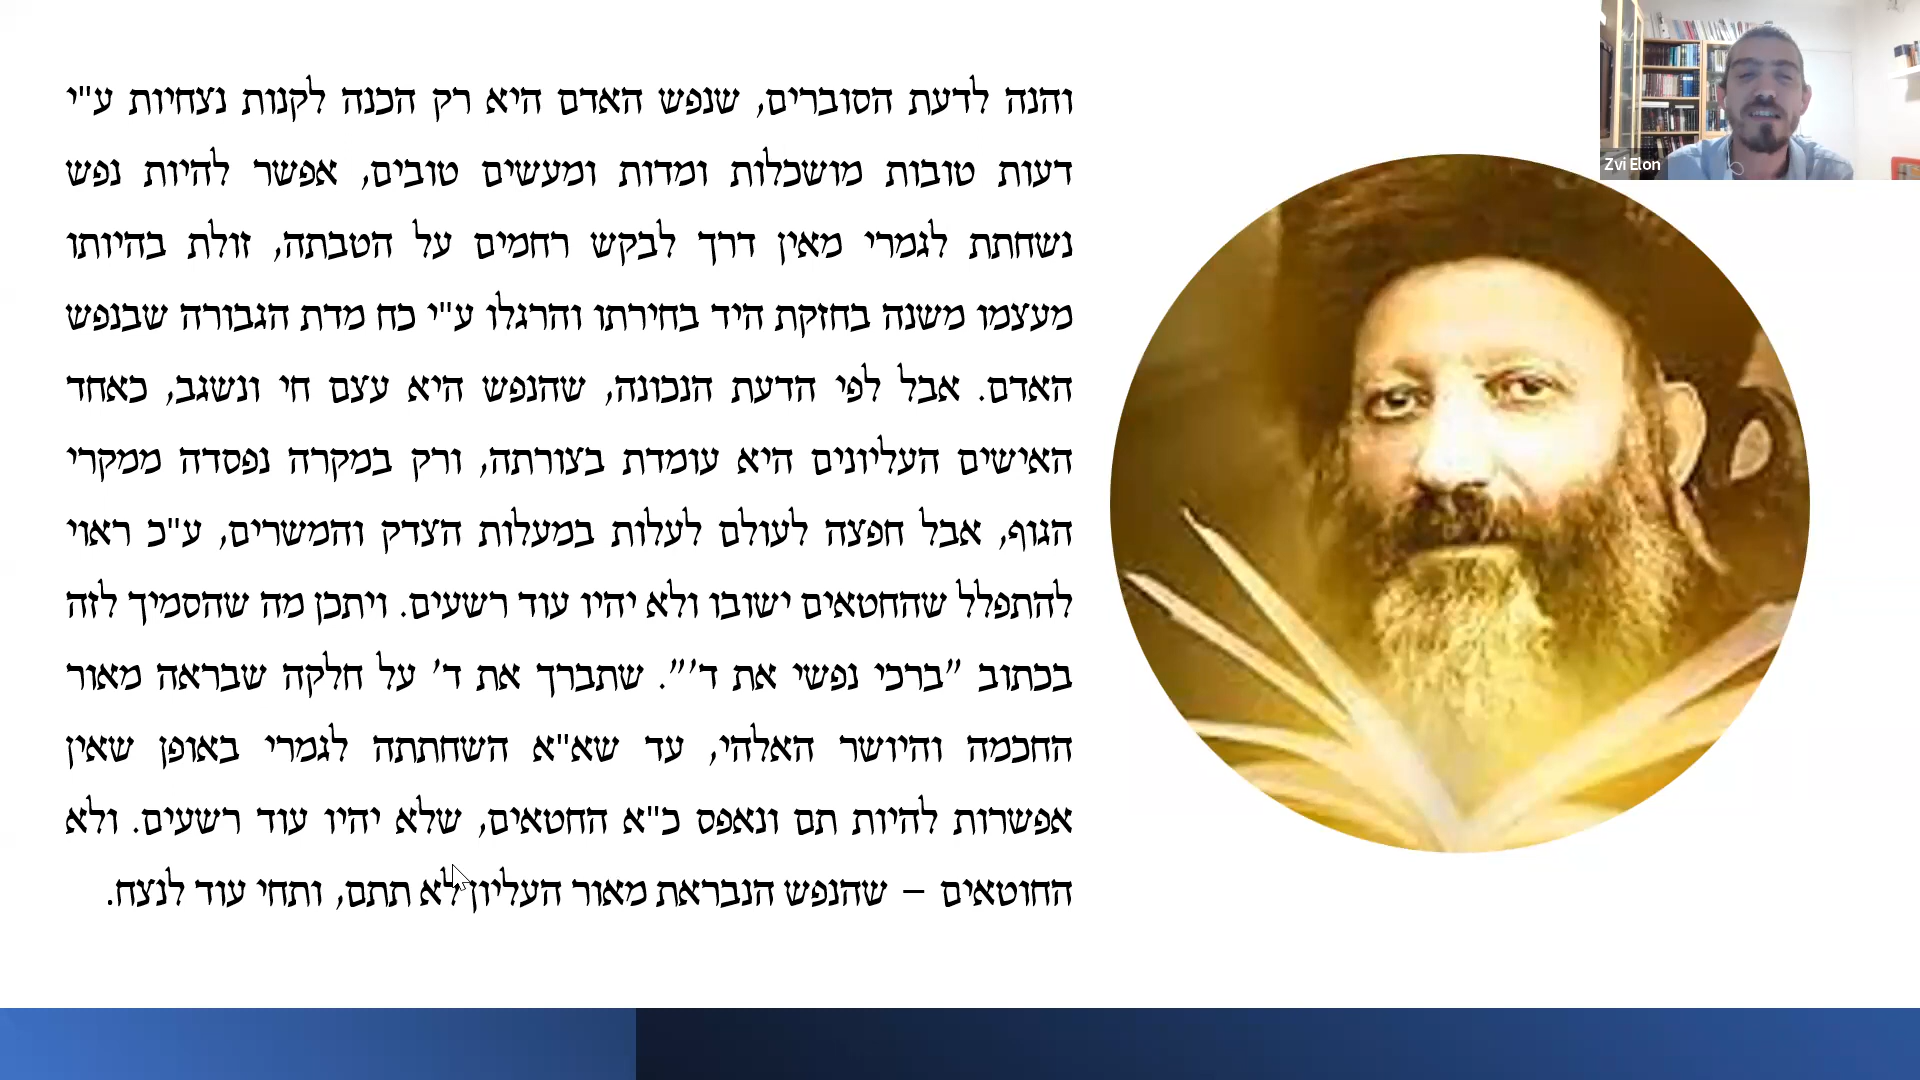 והנה לדעת הסוברים, שנפש האדם היא רק הכנה לקנות נצחיות ע"י
דעות טובות מושכלות ומדות ומעשים טובים, אפשר להיות נפש
נשחתת לגמרי מאין דרך לבקש רחמים על הטבתה, זולת בהיותו
מעצמו משנה בחזקת היד בחירתו והרגלו ע"י כח מדת הגבורה שבנפש
האדם. אבל לפי הדעת הנכונה, שהנפש היא עצם חי ונשגב, כאחד
האישים העליונים היא עומדת בצורתה, ורק במקרה נפסדה ממקרי
הגוף, אבל חפצה לעולם לעלות במעלות הצדק והמשרים, ע"כ ראוי
להתפלל שהחטאים ישובו ולא יהיו עוד רשעים. ויתכן מה שהסמיך לזה
בכתוב "ברכי נפשי את ד'". שתברך את ד' על חלקה שבראה מאור
החכמה והיושר האלהי, עד שא"א השחתתה לגמרי באופן שאין
אפשרות להיות תם ונאפס כ"א החטאים, שלא יהיו עוד רשעים. ולא
החוטאים – שהנפש הנבראת מאור העליון לא תתם, ותחי עוד לנצח.
Zvi Elon